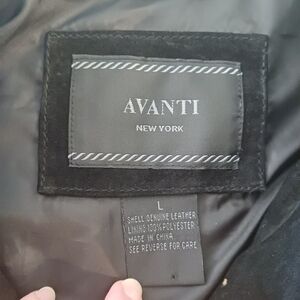 AVANTI
NEW YORK
L
SHELL GENUINE LEATHER
LINING 100% POLYESTER
MADE IN CHINA
SEE REVERSE FOR CARE